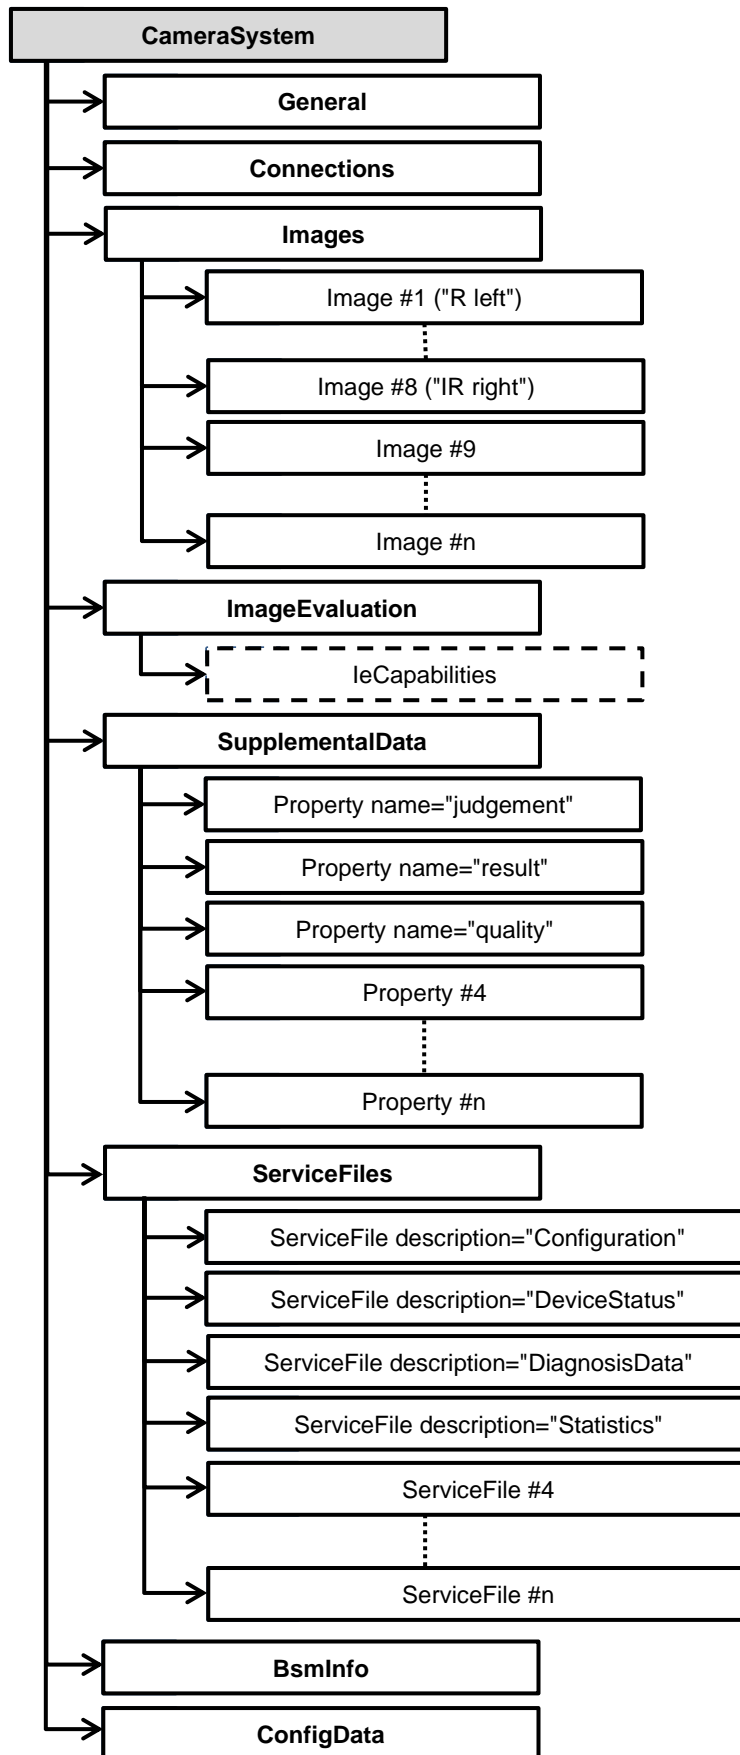 CameraSystem
General
Connections
Images
Image #1 ("R left")
Image #8 ("IR right")
Image #9
Image #n
ImageEvaluation
IeCapabilities
SupplementalData
Property name="judgement"
Property name="result"
Property name="quality"
Property #4
Property #n
ServiceFiles
ServiceFile description="Configuration"
ServiceFile description="DeviceStatus"
ServiceFile description="DiagnosisData"
ServiceFile description="Statistics"
ServiceFile #4
ServiceFile #n
BsmInfo
ConfigData